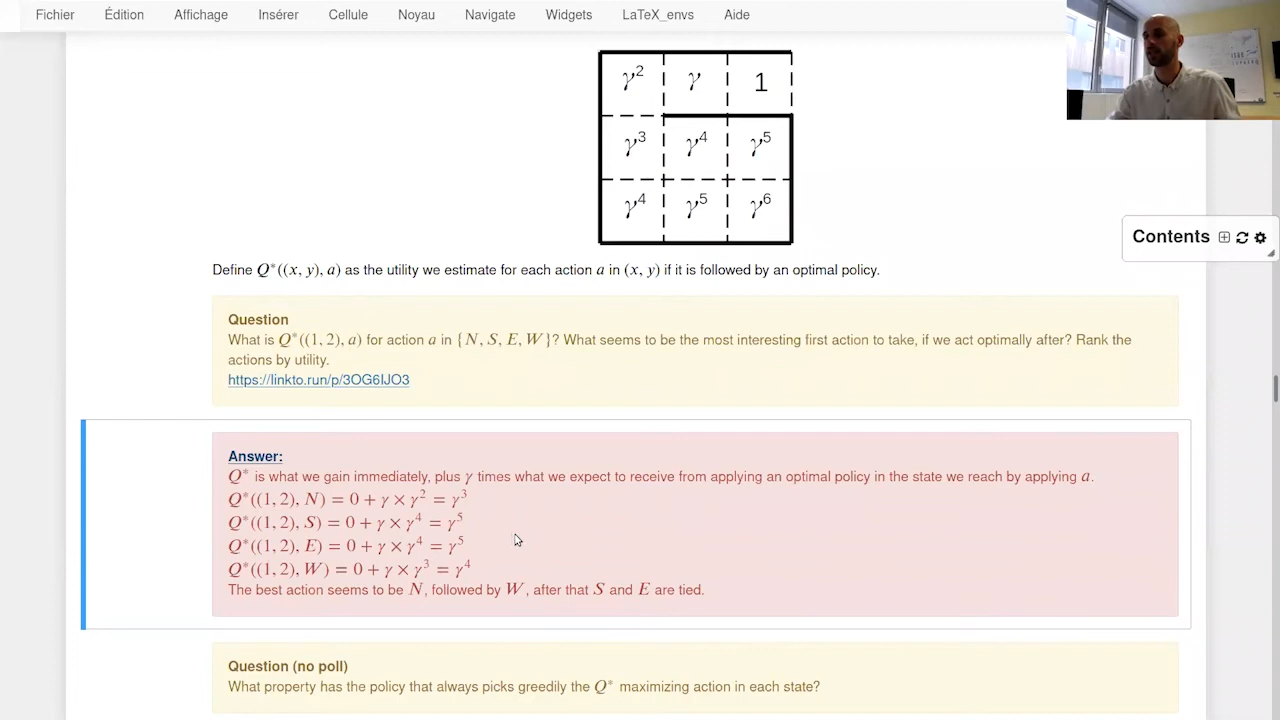 Fichier Édition Affichage Insérer Cellule Noyau Navigate Widgets LaTeX_envs Aide
γ² γ 1
γ³ γ⁴ γ⁵
γ⁴ γ⁵ γ⁶
Contents
Define Q*((x, y), a) as the utility we estimate for each action a in (x, y) if it is followed by an optimal policy.
Question
What is Q*((1, 2), a) for action a in {N, S, E, W}? What seems to be the most interesting first action to take, if we act optimally after? Rank the
actions by utility.
https://linkto.run/p/3OG6IJO3
Answer:
Q* is what we gain immediately, plus γ times what we expect to receive from applying an optimal policy in the state we reach by applying a.
Q*((1, 2), N) = 0 + γ × γ² = γ³
Q*((1, 2), S) = 0 + γ × γ⁴ = γ⁵
Q*((1, 2), E) = 0 + γ × γ⁴ = γ⁵
Q*((1, 2), W) = 0 + γ × γ³ = γ⁴
The best action seems to be N, followed by W, after that S and E are tied.
Question (no poll)
What property has the policy that always picks greedily the Q* maximizing action in each state?